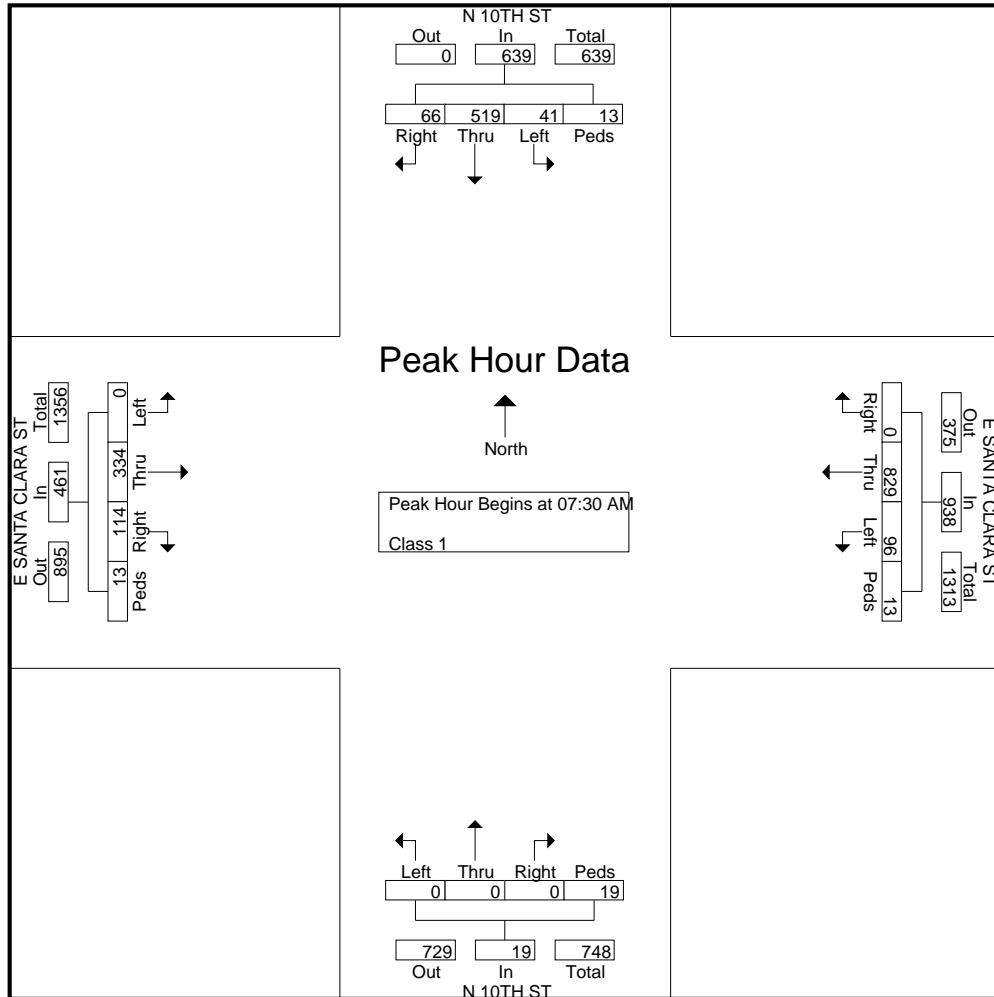 N 10TH ST
Out In Total
0 639 639
66 519 41 13
Right Thru Left Peds
Peak Hour Data
North
Peak Hour Begins at 07:30 AM
Class 1
E SANTA CLARA ST
Total In Out
1356 461 895
0 334 114 13
Left Thru Right Peds
E SANTA CLARA ST
Out In Total
375 938 1313
0 829 96 13
Right Thru Left Peds
Left Thru Right Peds
0 0 0 19
729 19 748
Out In Total
N 10TH ST